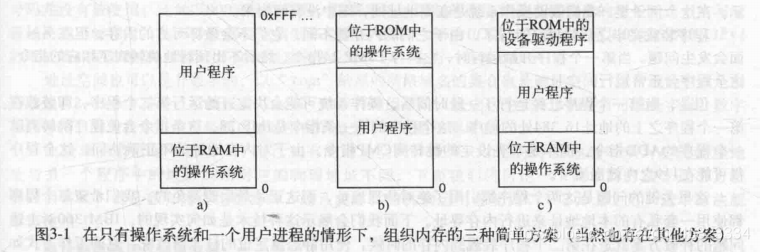 0xFFF …
用户程序
位于RAM中
的操作系统
0
a)
位于ROM中
的操作系统
用户程序
0
b)
位于ROM中的
设备驱动程序
用户程序
位于RAM中
的操作系统
0
c)
图3-1 在只有操作系统和一个用户进程的情形下，组织内存的三种简单方案（当然也存在其他方案）